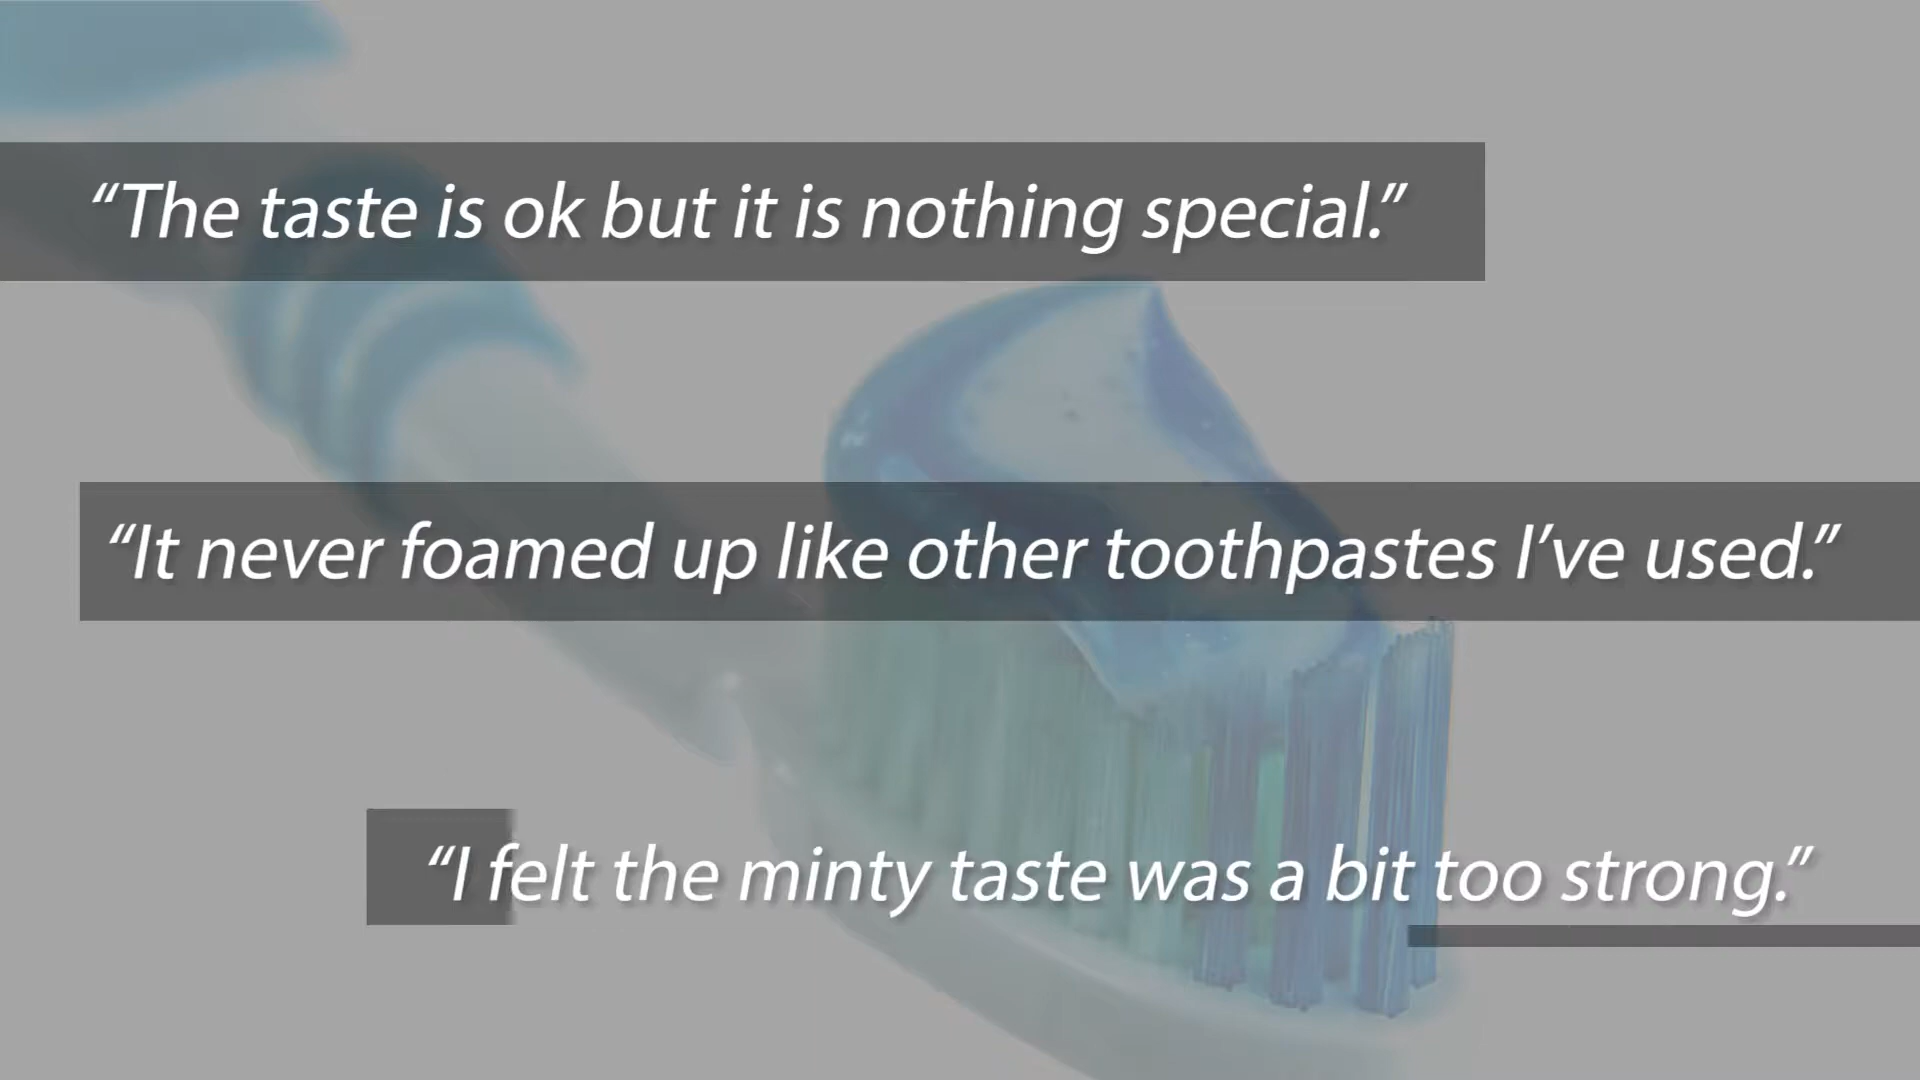 “The taste is ok but it is nothing special.”
“It never foamed up like other toothpastes I’ve used.”
“I felt the minty taste was a bit too strong.”